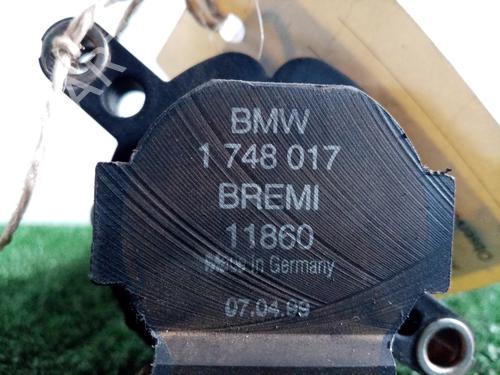 BMW
1 748 017
BREMI
11860
Made in Germany
07.04.99